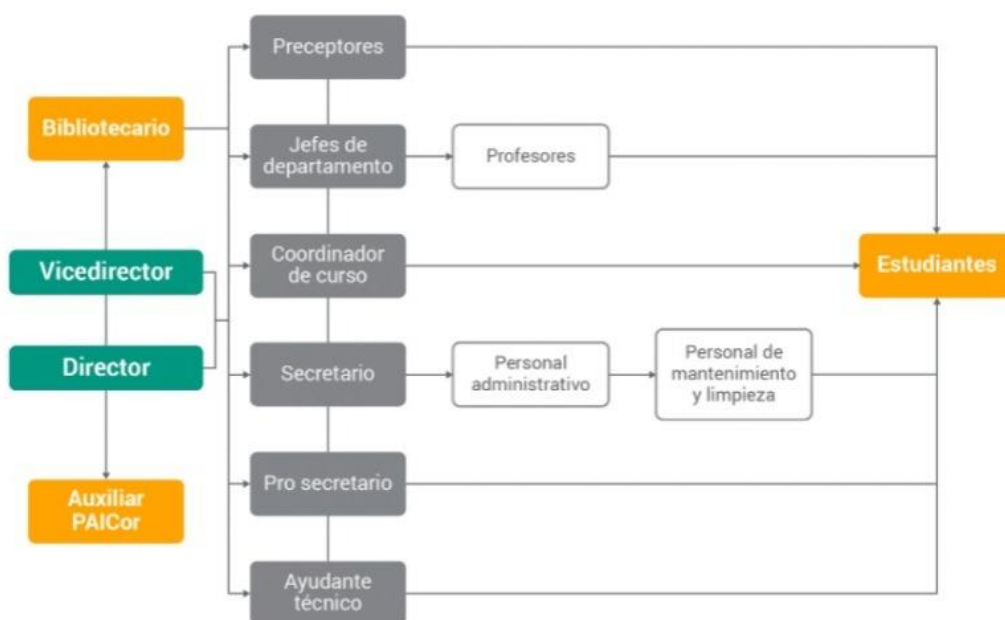 Preceptores
Bibliotecario
Jefes de
departamento
Profesores
Vicedirector
Coordinador
de curso
Estudiantes
Director
Secretario
Personal
administrativo
Personal de
mantenimiento
y limpieza
Auxiliar
PAICor
Pro secretario
Ayudante
técnico